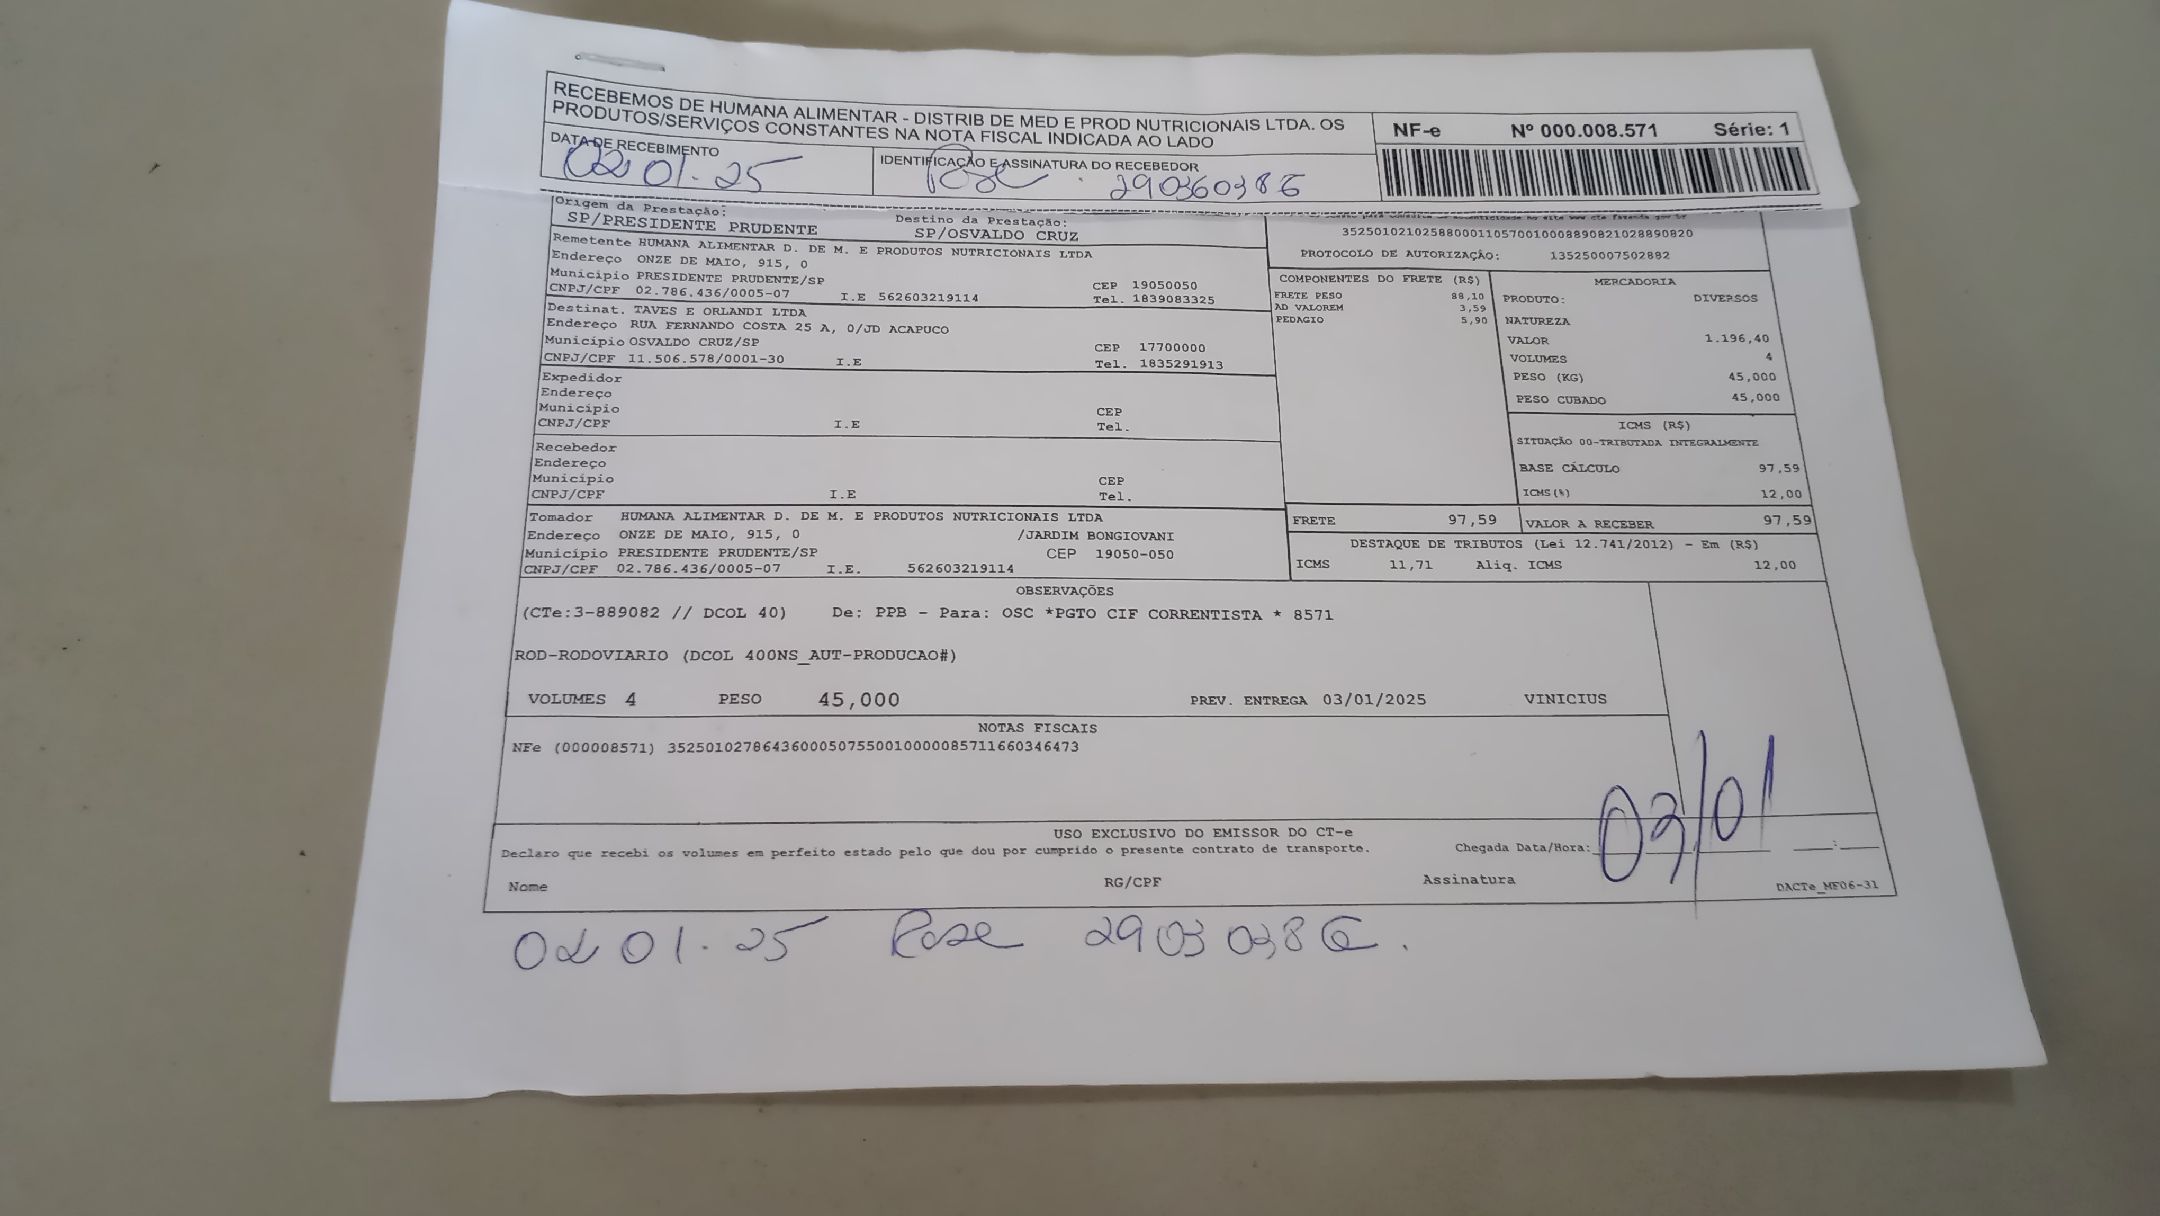 RECEBEMOS DE HUMANA ALIMENTAR - DISTRIB DE MED E PROD NUTRICIONAIS LTDA. OS
PRODUTOS/SERVIÇOS CONSTANTES NA NOTA FISCAL INDICADA AO LADO
NF-e Nº 000.008.571 Série: 1
DATA DE RECEBIMENTO
02 01.25
IDENTIFICAÇÃO E ASSINATURA DO RECEBEDOR
Rose
Origem da Prestação:
SP/PRESIDENTE PRUDENTE
Destino da Prestação:
SP/OSVALDO CRUZ
Remetente HUMANA ALIMENTAR D. DE M. E PRODUTOS NUTRICIONAIS LTDA
Endereço ONZE DE MAIO, 915, 0
Município PRESIDENTE PRUDENTE/SP CEP 19050050
CNPJ/CPF 02.786.436/0005-07 I.E 562603219114 Tel. 1839083325
Destinat. TAVES E ORLANDI LTDA
Endereço RUA FERNANDO COSTA 25 A, 0/JD ACAPUCO
Município OSVALDO CRUZ/SP CEP 17700000
CNPJ/CPF 11.506.578/0001-30 I.E Tel. 1835291913
Expedidor
Endereço
Município CEP
CNPJ/CPF I.E Tel.
Recebedor
Endereço
Município CEP
CNPJ/CPF I.E Tel.
Tomador HUMANA ALIMENTAR D. DE M. E PRODUTOS NUTRICIONAIS LTDA
Endereço ONZE DE MAIO, 915, 0 /JARDIM BONGIOVANI
Município PRESIDENTE PRUDENTE/SP CEP 19050-050
CNPJ/CPF 02.786.436/0005-07 I.E. 562603219114
35250102102588000110570010008890821028890820
PROTOCOLO DE AUTORIZAÇÃO: 135250007502882
COMPONENTES DO FRETE (R$)
FRETE PESO 88,10
AD VALOREM 3,59
PEDAGIO 5,90
MERCADORIA
PRODUTO: DIVERSOS
NATUREZA
VALOR 1.196,40
VOLUMES 4
PESO (KG) 45,000
PESO CUBADO 45,000
ICMS (R$)
SITUAÇÃO 00-TRIBUTADA INTEGRALMENTE
BASE CÁLCULO 97,59
ICMS(%) 12,00
FRETE 97,59 VALOR A RECEBER 97,59
DESTAQUE DE TRIBUTOS (Lei 12.741/2012) - Em (R$)
ICMS 11,71 Aliq. ICMS 12,00
OBSERVAÇÕES
(CTe:3-889082 // DCOL 40) De: PPB - Para: OSC *PGTO CIF CORRENTISTA * 8571
ROD-RODOVIARIO (DCOL 400NS_AUT-PRODUCAO#)
VOLUMES 4 PESO 45,000 PREV. ENTREGA 03/01/2025 VINICIUS
NOTAS FISCAIS
NFe (000008571) 35250102786436000507550010000085711660346473
USO EXCLUSIVO DO EMISSOR DO CT-e
Declaro que recebi os volumes em perfeito estado pelo que dou por cumprido o presente contrato de transporte. Chegada Data/Hora:
Nome RG/CPF Assinatura DACTe_MF06-31
02 01.25 Rose